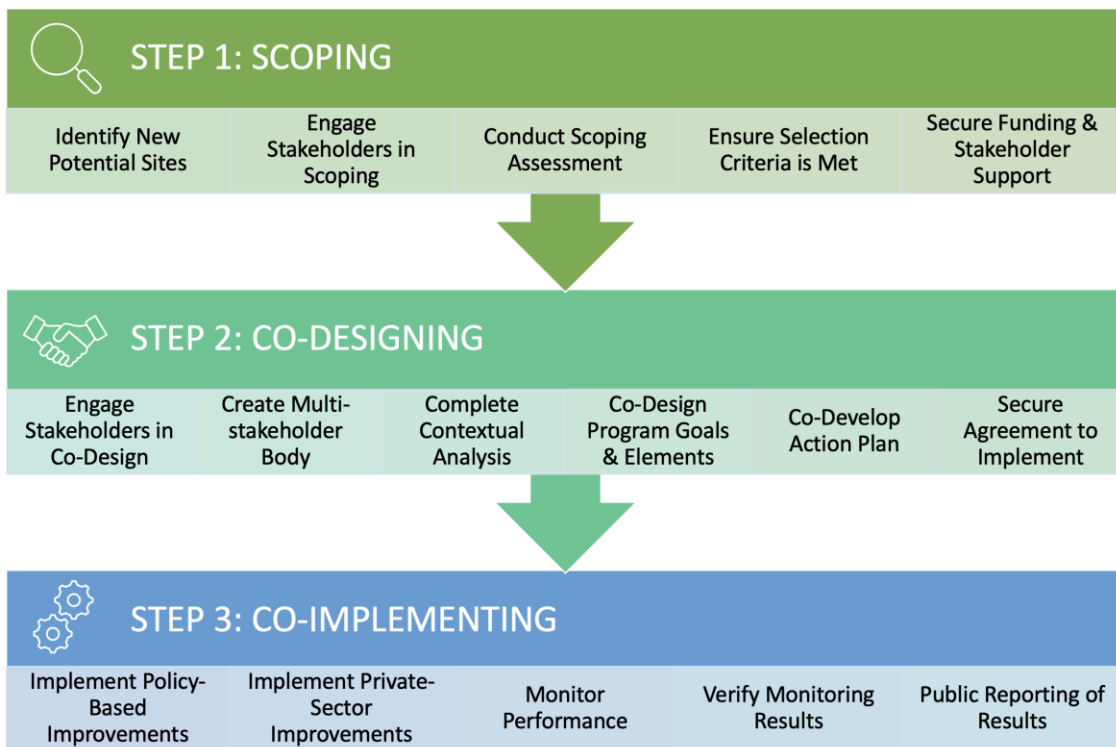 STEP 1: SCOPING
Identify New
Potential Sites
Engage
Stakeholders in
Scoping
Conduct Scoping
Assessment
Ensure Selection
Criteria is Met
Secure Funding &
Stakeholder
Support
STEP 2: CO-DESIGNING
Engage
Stakeholders in
Co-Design
Create Multi-
stakeholder
Body
Complete
Contextual
Analysis
Co-Design
Program Goals
& Elements
Co-Develop
Action Plan
Secure
Agreement to
Implement
STEP 3: CO-IMPLEMENTING
Implement Policy-
Based
Improvements
Implement Private-
Sector
Improvements
Monitor
Performance
Verify Monitoring
Results
Public Reporting of
Results